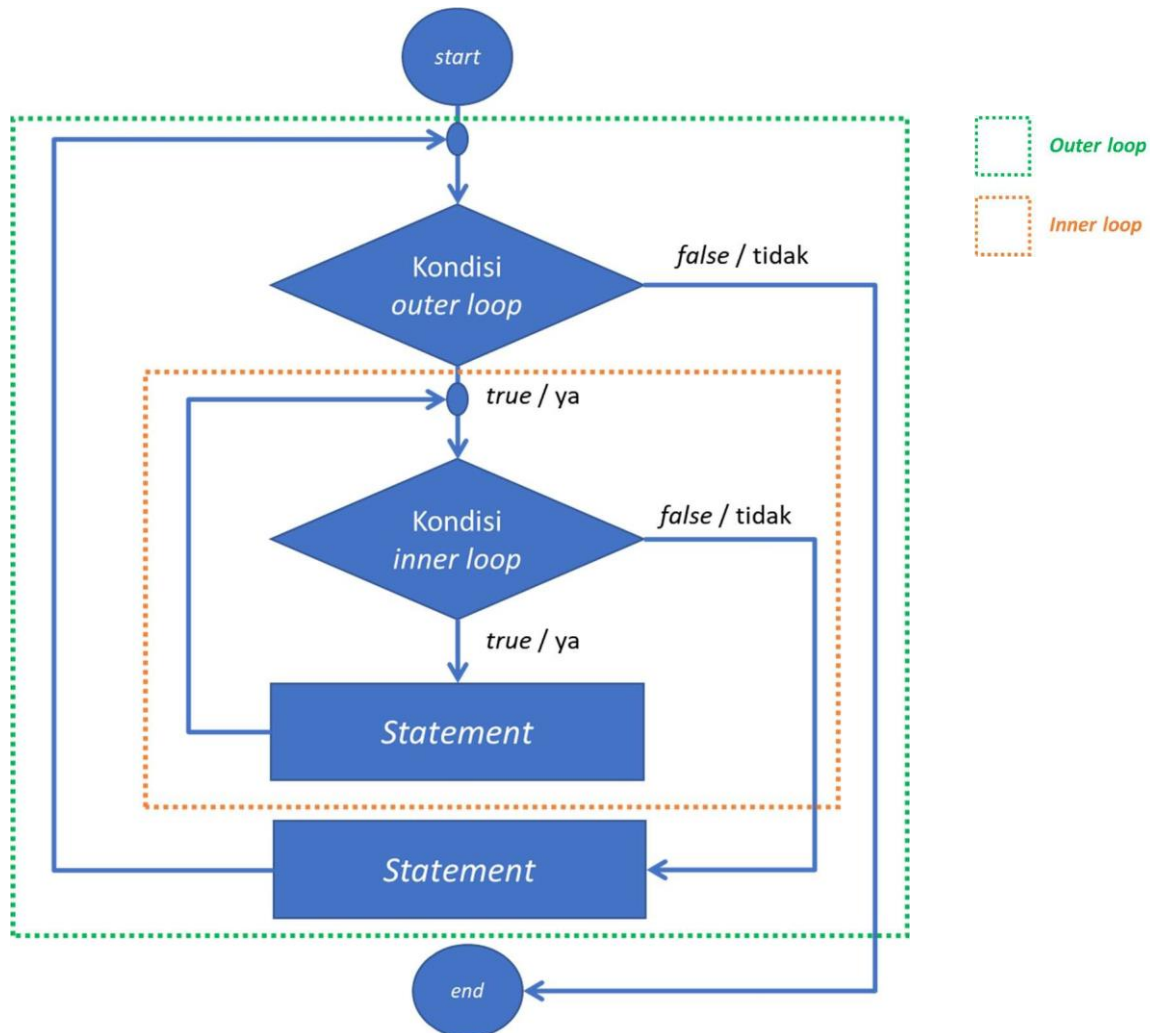 start
Outer loop
Inner loop
Kondisi
outer loop
false / tidak
true / ya
Kondisi
inner loop
false / tidak
true / ya
Statement
Statement
end